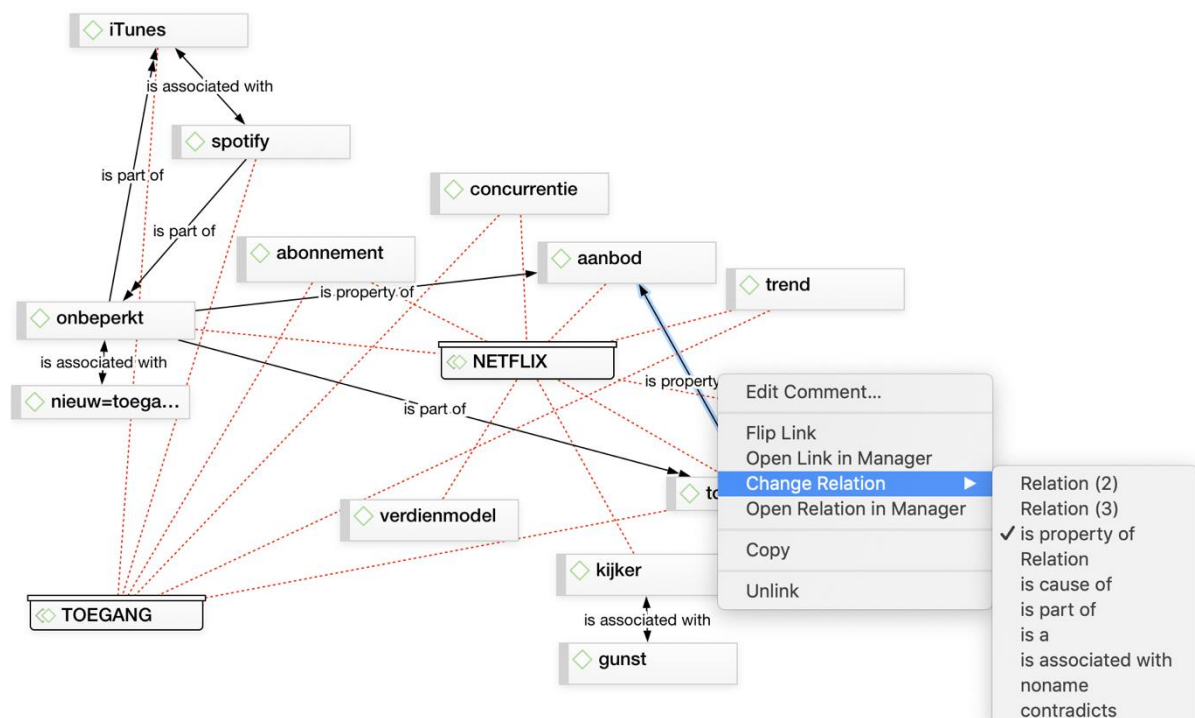 iTunes
is associated with
spotify
is part of
concurrentie
is part of
abonnement
aanbod
trend
is property of
onbeperkt
is associated with
NETFLIX
nieuw=toega...
is property
is part of
verdienmodel
kijker
TOEGANG
is associated with
gunst
Edit Comment...
Flip Link
Open Link in Manager
Change Relation
Open Relation in Manager
Copy
Unlink
Relation (2)
Relation (3)
is property of
Relation
is cause of
is part of
is a
is associated with
noname
contradicts